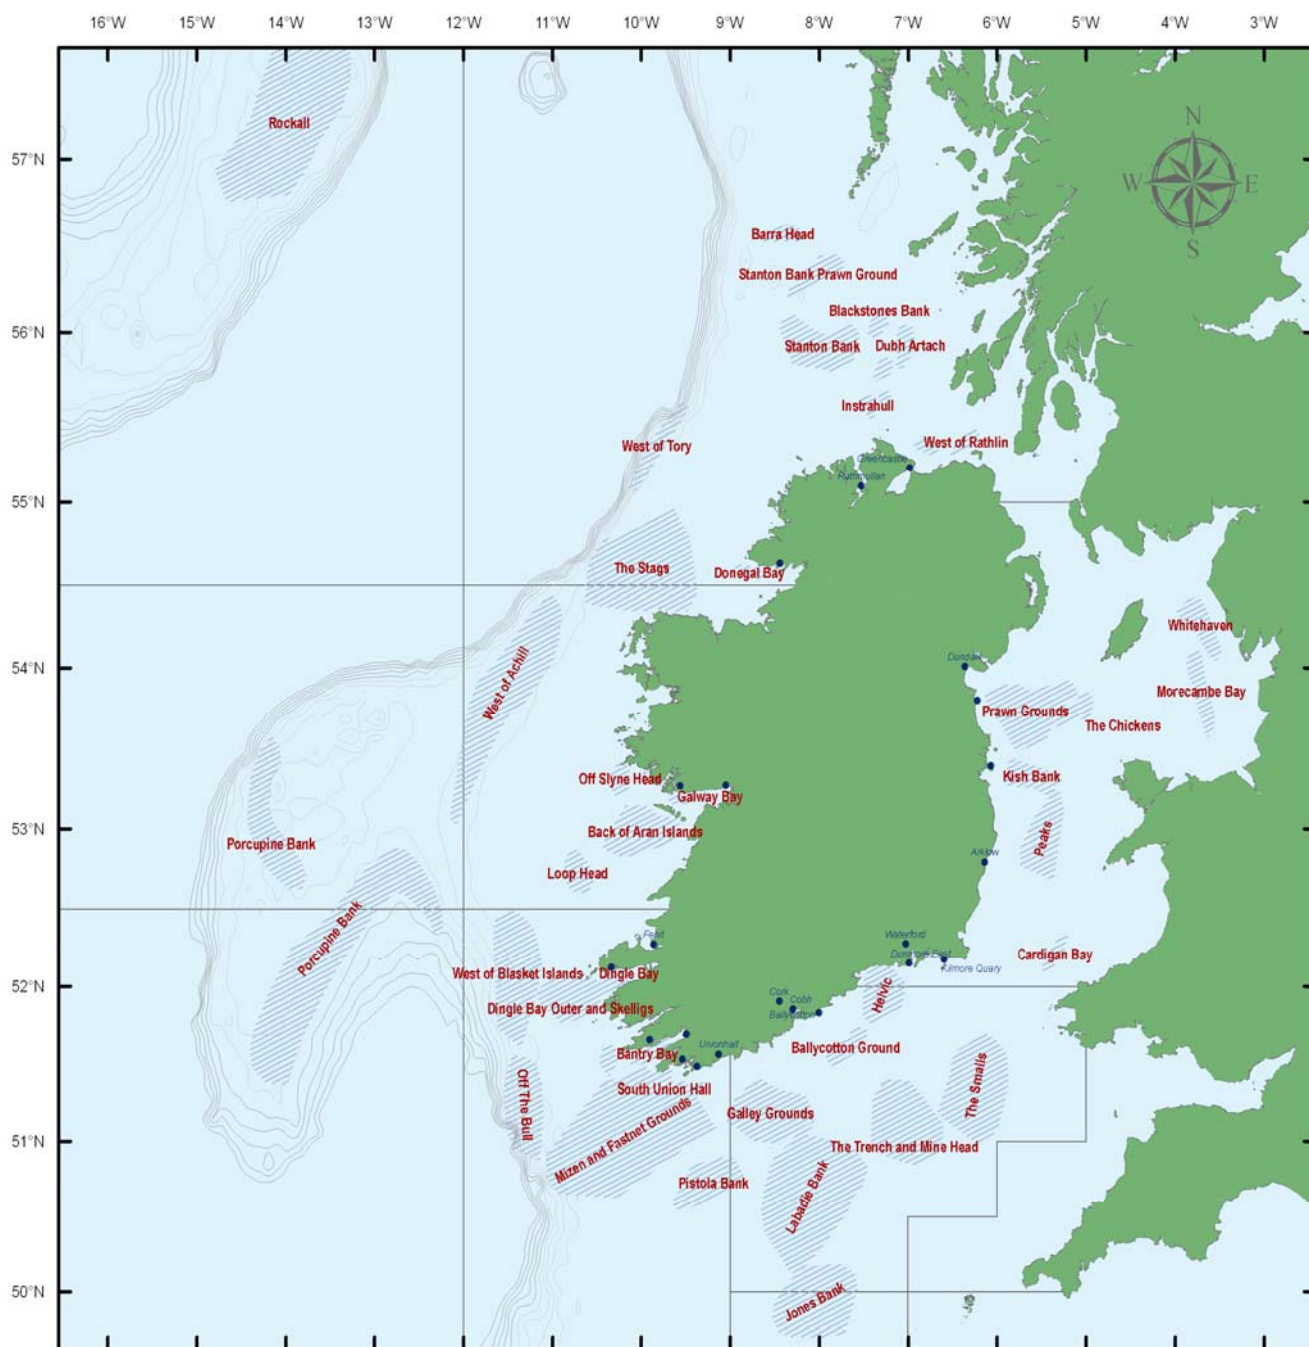 16°W 15°W 14°W 13°W 12°W 11°W 10°W 9°W 8°W 7°W 6°W 5°W 4°W 3°W
N
Rockall
57°N
W E
S
Barra Head
Stanton Bank Prawn Ground
Blackstones Bank
56°N
Stanton Bank
Dubh Artach
Instrahull
West of Tory
West of Rathlin
Greencastle
Rathmullan
55°N
The Stags
Donegal Bay
Whitehaven
54°N
Dundalk
West of Achill
Morecambe Bay
Prawn Grounds
The Chickens
Off Slyne Head
Kish Bank
Galway Bay
53°N
Back of Aran Islands
Peaks
Porcupine Bank
Arklow
Loop Head
Porcupine Bank
Fenit
Waterford
Dunmore East
Cardigan Bay
Kilmore Quary
West of Blasket Islands
Dingle Bay
52°N
Helvic
Cork
Cobh
Ballycotton
Dingle Bay Outer and Skelligs
Unionhall
Ballycotton Ground
Bantry Bay
Off The Bull
South Union Hall
The Smalls
Galley Grounds
51°N
Mizen and Fastnet Grounds
The Trench and Mine Head
Pistola Bank
Labadie Bank
50°N
Jones Bank